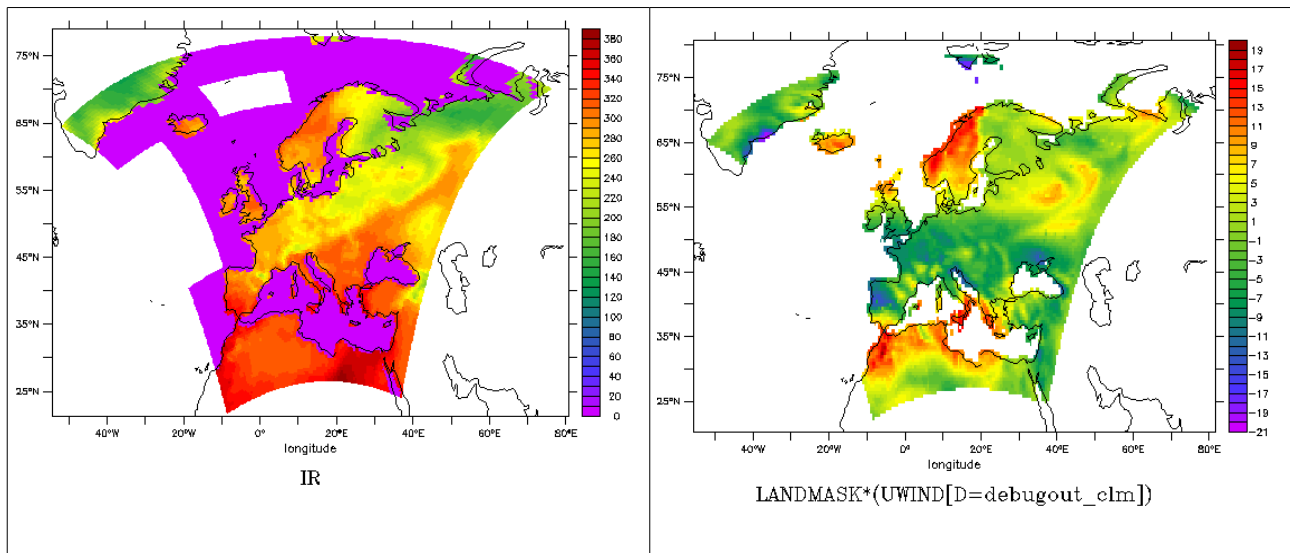 75°N
65°N
55°N
45°N
35°N
25°N
40°W
20°W
0°
20°E
40°E
60°E
80°E
longitude
IR
380
360
340
320
300
280
260
240
220
200
180
160
140
120
100
80
60
40
20
0
75°N
65°N
55°N
45°N
35°N
25°N
40°W
20°W
0°
20°E
40°E
60°E
80°E
longitude
LANDMASK*(UWIND[D=debugout_clm])
19
17
15
13
11
9
7
5
3
1
-1
-3
-5
-7
-9
-11
-13
-15
-17
-19
-21